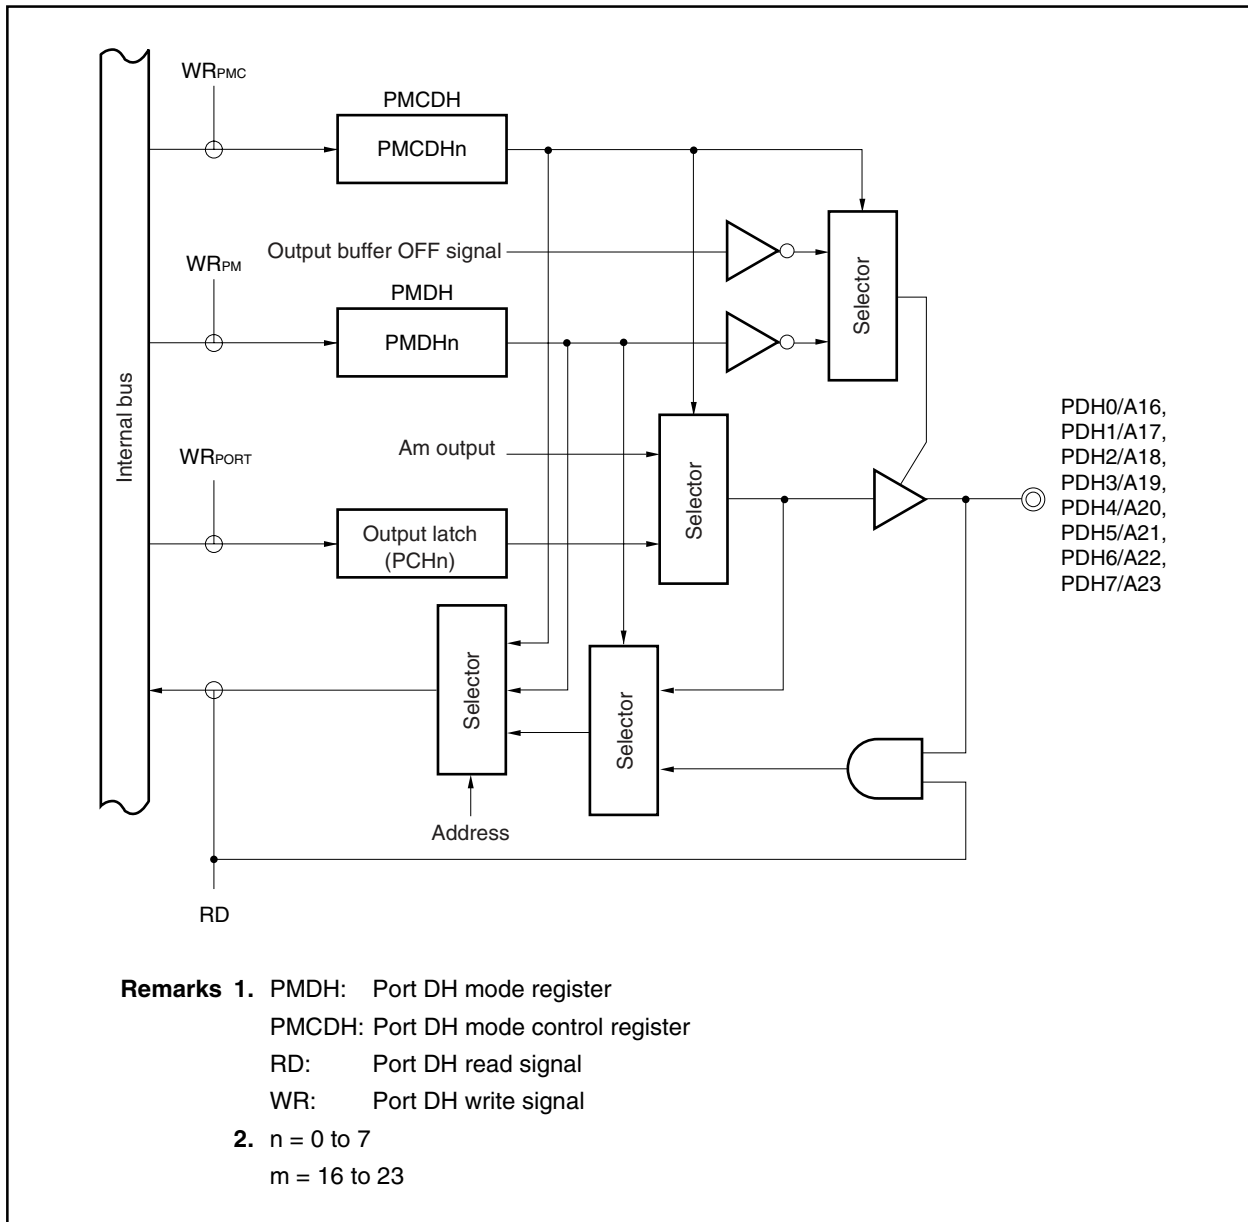 WRPMC
PMCDH
PMCDHn
Output buffer OFF signal
WRPM
PMDH
PMDHn
Selector
Internal bus
Am output
WRPORT
Output latch
(PCHn)
Selector
PDH0/A16,
PDH1/A17,
PDH2/A18,
PDH3/A19,
PDH4/A20,
PDH5/A21,
PDH6/A22,
PDH7/A23
Selector
Selector
Address
RD
Remarks 1. PMDH: Port DH mode register
PMCDH: Port DH mode control register
RD: Port DH read signal
WR: Port DH write signal
2. n = 0 to 7
m = 16 to 23